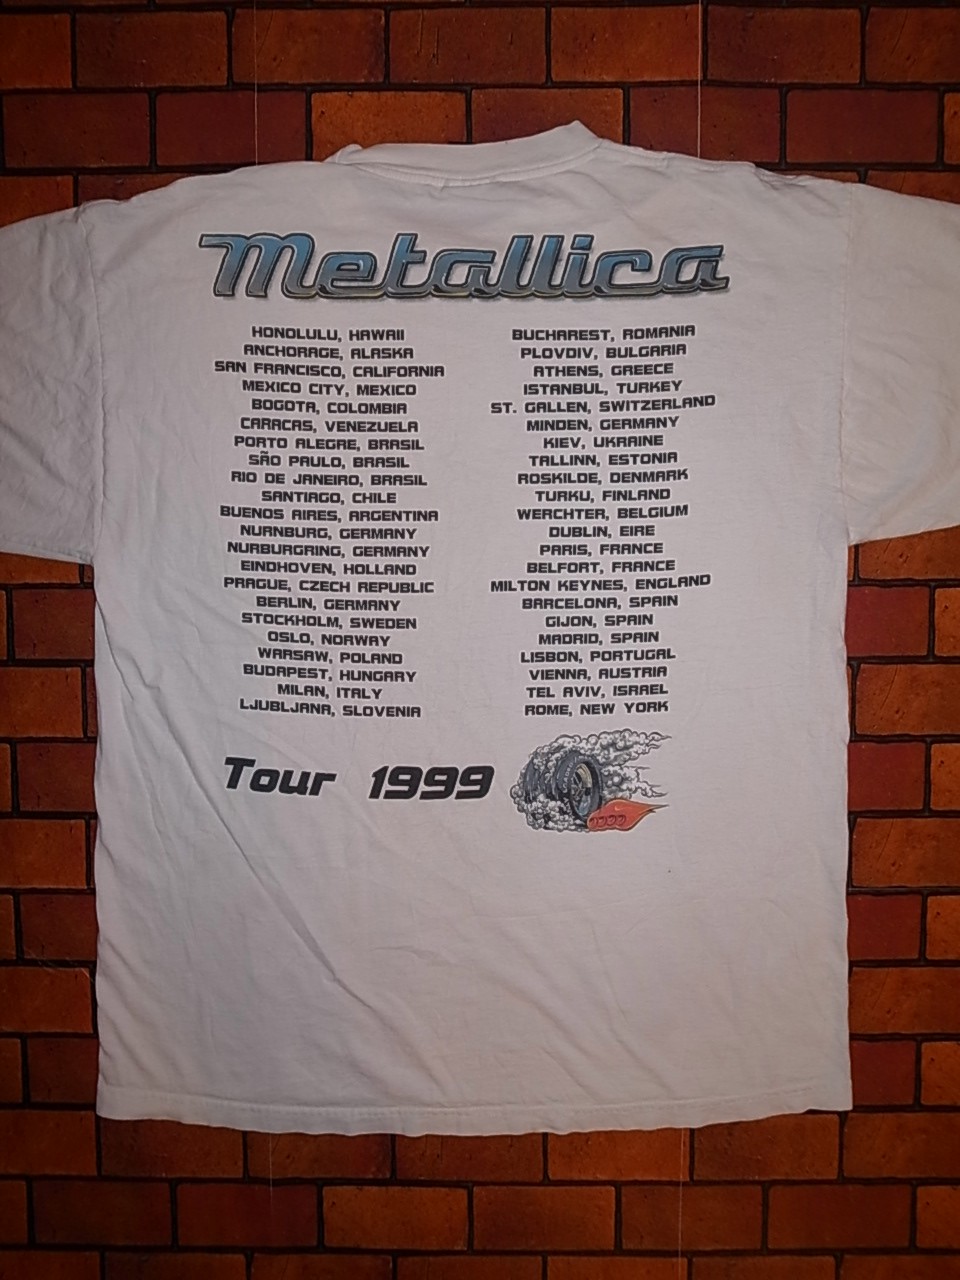 Metallica
HONOLULU, HAWAII
ANCHORAGE, ALASKA
SAN FRANCISCO, CALIFORNIA
MEXICO CITY, MEXICO
BOGOTA, COLOMBIA
CARACAS, VENEZUELA
PORTO ALEGRE, BRASIL
SÃO PAULO, BRASIL
RIO DE JANEIRO, BRASIL
SANTIAGO, CHILE
BUENOS AIRES, ARGENTINA
NURNBURG, GERMANY
NURBURGRING, GERMANY
EINDHOVEN, HOLLAND
PRAGUE, CZECH REPUBLIC
BERLIN, GERMANY
STOCKHOLM, SWEDEN
OSLO, NORWAY
WARSAW, POLAND
BUDAPEST, HUNGARY
MILAN, ITALY
LJUBLJANA, SLOVENIA
BUCHAREST, ROMANIA
PLOVDIV, BULGARIA
ATHENS, GREECE
ISTANBUL, TURKEY
ST. GALLEN, SWITZERLAND
MINDEN, GERMANY
KIEV, UKRAINE
TALLINN, ESTONIA
ROSKILDE, DENMARK
TURKU, FINLAND
WERCHTER, BELGIUM
DUBLIN, EIRE
PARIS, FRANCE
BELFORT, FRANCE
MILTON KEYNES, ENGLAND
BARCELONA, SPAIN
GIJON, SPAIN
MADRID, SPAIN
LISBON, PORTUGAL
VIENNA, AUSTRIA
TEL AVIV, ISRAEL
ROME, NEW YORK
Tour 1999